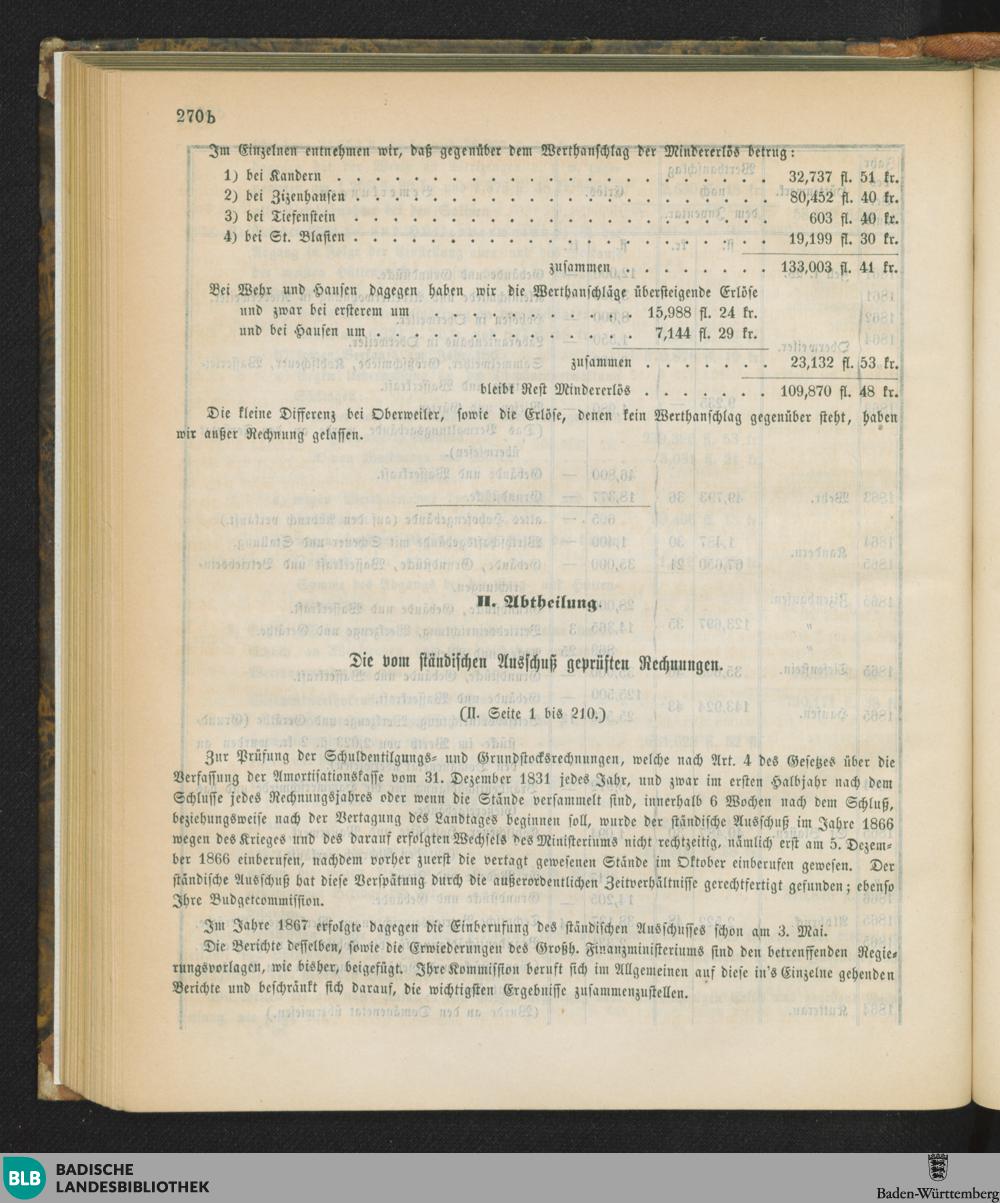 270b
Im Einzelnen entnehmen wir, daß gegenüber dem Werthanschlag der Mindererlös betrug:
1) bei Kandern . . . . . . . . . . 32,737 fl. 51 kr.
2) bei Zizenhausen . . . . . . . . . . 80,452 fl. 40 kr.
3) bei Tiefenstein . . . . . . . . . . 603 fl. 40 kr.
4) bei St. Blasien . . . . . . . . . . 19,199 fl. 30 kr.
zusammen . . . . . . . 133,003 fl. 41 kr.
Bei Wehr und Hausen dagegen haben wir die Werthanschläge übersteigende Erlöse
und zwar bei ersterem um . . . . . . . . . . 15,988 fl. 24 kr.
und bei Hausen um . . . . . . . . . . 7,144 fl. 29 kr.
zusammen . . . . . . . 23,132 fl. 53 kr.
bleibt Rest Mindererlös . . . . . . . 109,870 fl. 48 kr.
Die kleine Differenz bei Oberweiler, sowie die Erlöse, denen kein Werthanschlag gegenüber steht, haben
wir außer Rechnung gelassen.
II. Abtheilung.
Die vom ständischen Ausschuß geprüften Rechnungen.
(II. Seite 1 bis 210.)
Zur Prüfung der Schuldentilgungs- und Grundstocksrechnungen, welche nach Art. 4 des Gesetzes über die
Verfassung der Amortisationskasse vom 31. Dezember 1831 jedes Jahr, und zwar im ersten Halbjahr nach dem
Schlusse jedes Rechnungsjahres oder wenn die Stände versammelt sind, innerhalb 6 Wochen nach dem Schluß,
beziehungsweise nach der Vertagung des Landtages beginnen soll, wurde der ständische Ausschuß im Jahre 1866
wegen des Krieges und des darauf erfolgten Wechsels des Ministeriums nicht rechtzeitig, nämlich erst am 5. Dezem-
ber 1866 einberufen, nachdem vorher zuerst die vertagt gewesenen Stände im Oktober einberufen gewesen. Der
ständische Ausschuß hat diese Verspätung durch die außerordentlichen Zeitverhältnisse gerechtfertigt gefunden; ebenso
Ihre Budgetcommission.
Im Jahre 1867 erfolgte dagegen die Einberufung des ständischen Ausschusses schon am 3. Mai.
Die Berichte desselben, sowie die Erwiederungen des Großh. Finanzministeriums sind den betreffenden Regie-
rungsvorlagen, wie bisher, beigefügt. Ihre Kommission beruft sich im Allgemeinen auf diese in's Einzelne gehenden
Berichte und beschränkt sich darauf, die wichtigsten Ergebnisse zusammenzustellen.
BLB BADISCHE
LANDESBIBLIOTHEK
Baden-Württemberg